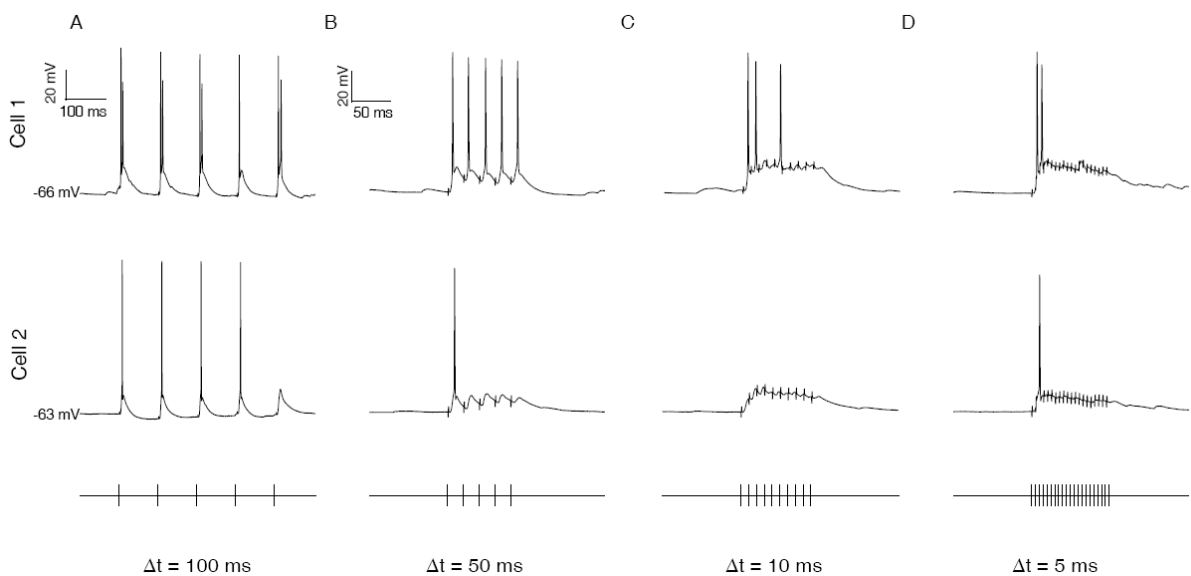 A
B
C
D
Cell 1
20 mV
100 ms
20 mV
50 ms
-66 mV
Cell 2
-63 mV
Δt = 100 ms
Δt = 50 ms
Δt = 10 ms
Δt = 5 ms